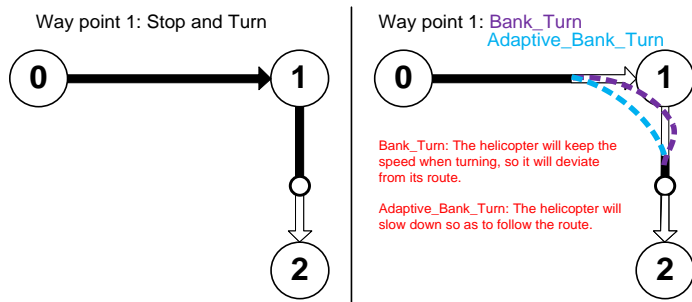 Way point 1: Stop and Turn
0
1
2
Way point 1: Bank_Turn
Adaptive_Bank_Turn
0
1
Bank_Turn: The helicopter will keep the
speed when turning, so it will deviate
from its route.
Adaptive_Bank_Turn: The helicopter will
slow down so as to follow the route.
2